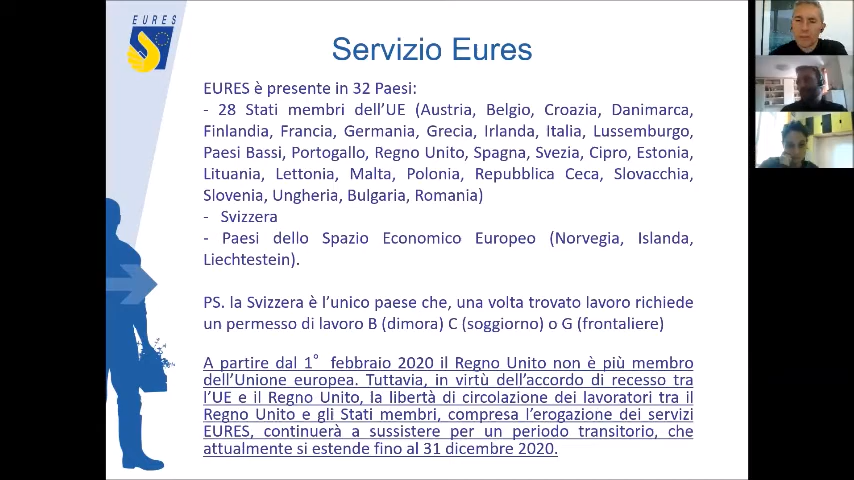 EURES
Servizio Eures
EURES è presente in 32 Paesi:
- 28 Stati membri dell'UE (Austria, Belgio, Croazia, Danimarca,
Finlandia, Francia, Germania, Grecia, Irlanda, Italia, Lussemburgo,
Paesi Bassi, Portogallo, Regno Unito, Spagna, Svezia, Cipro, Estonia,
Lituania, Lettonia, Malta, Polonia, Repubblica Ceca, Slovacchia,
Slovenia, Ungheria, Bulgaria, Romania)
- Svizzera
- Paesi dello Spazio Economico Europeo (Norvegia, Islanda,
Liechtestein).
PS. la Svizzera è l'unico paese che, una volta trovato lavoro richiede
un permesso di lavoro B (dimora) C (soggiorno) o G (frontaliere)
A partire dal 1° febbraio 2020 il Regno Unito non è più membro
dell'Unione europea. Tuttavia, in virtù dell'accordo di recesso tra
l'UE e il Regno Unito, la libertà di circolazione dei lavoratori tra il
Regno Unito e gli Stati membri, compresa l'erogazione dei servizi
EURES, continuerà a sussistere per un periodo transitorio, che
attualmente si estende fino al 31 dicembre 2020.